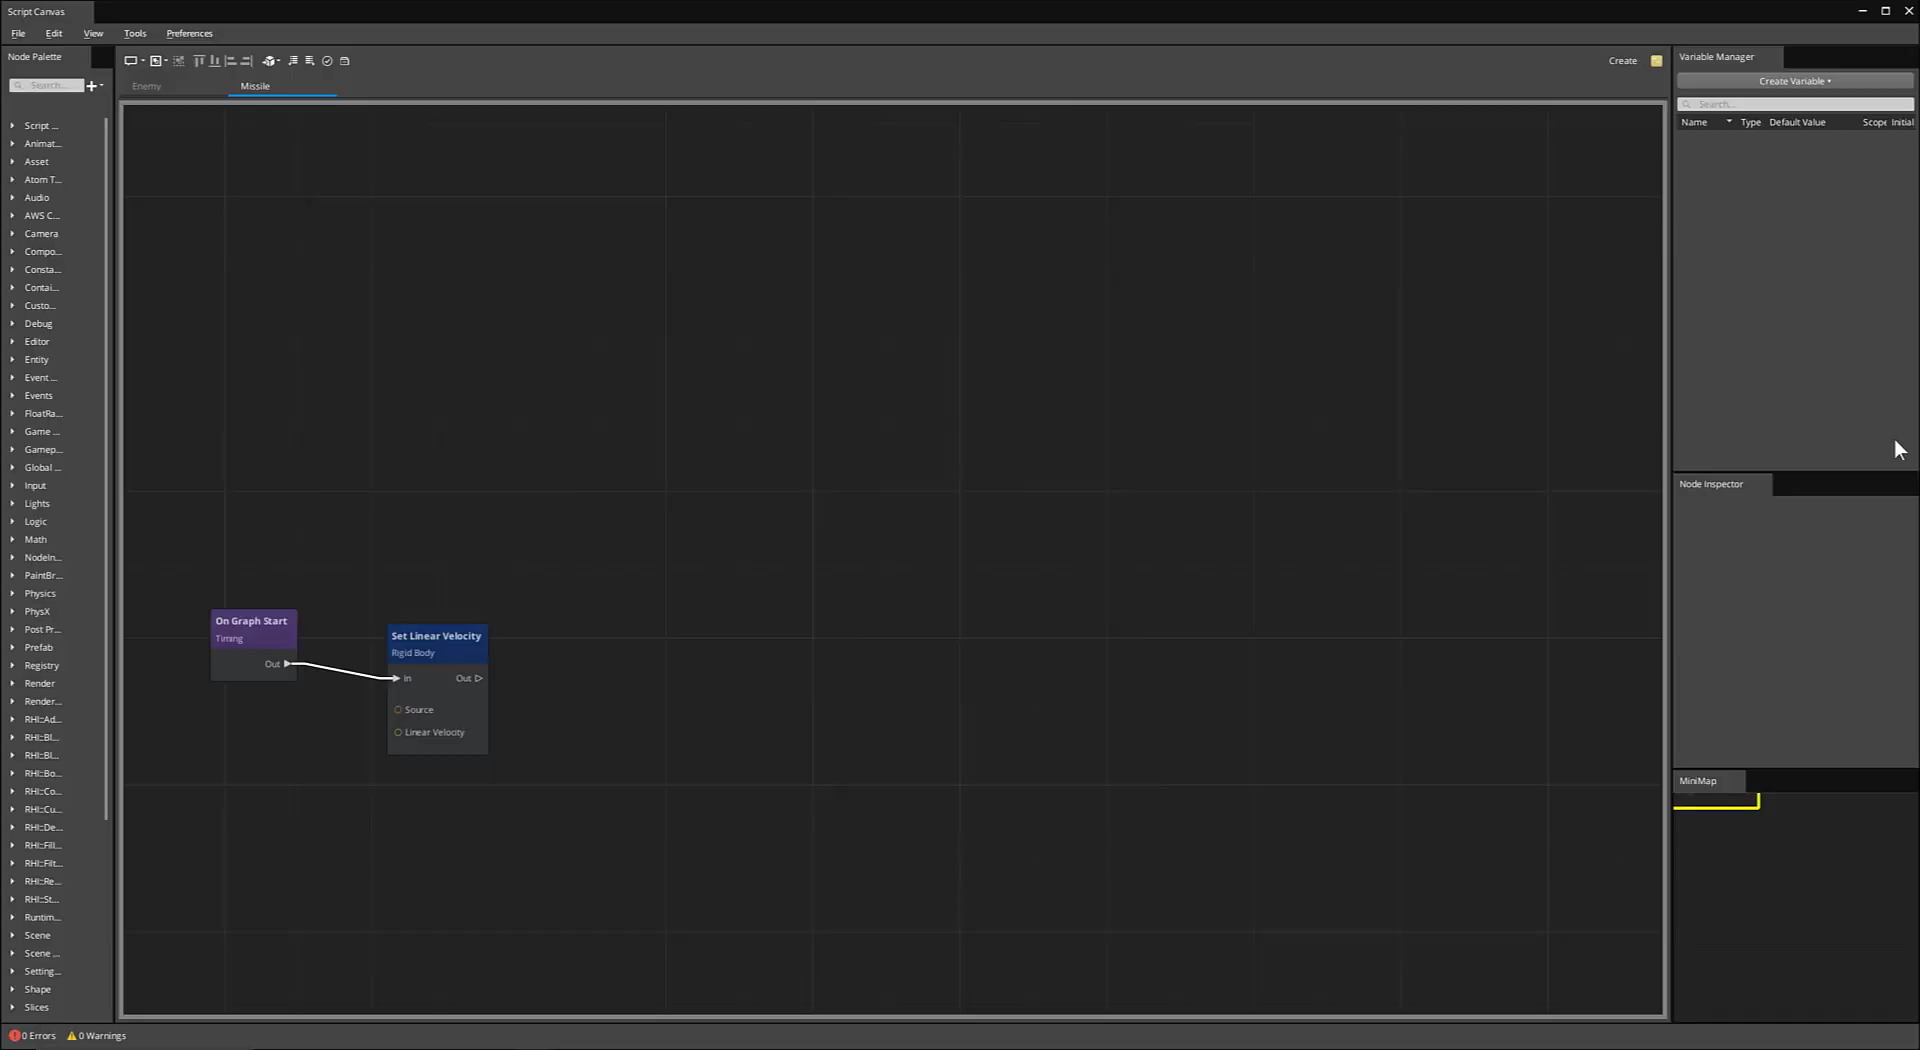 Script Canvas
File Edit View Tools Preferences
Node Palette
Search...
Script ...
Animat...
Asset
Atom T...
Audio
AWS C...
Camera
Compo...
Consta...
Contai...
Custo...
Debug
Editor
Entity
Event ...
Events
FloatRa...
Game ...
Gamep...
Global ...
Input
Lights
Logic
Math
NodeIn...
PaintBr...
Physics
PhysX
Post Pr...
Prefab
Registry
Render
Render...
RHI::Ad...
RHI::Bl...
RHI::Bl...
RHI::Bo...
RHI::Co...
RHI::Cu...
RHI::De...
RHI::Fill...
RHI::Filt...
RHI::Re...
RHI::St...
Runtim...
Scene
Scene ...
Setting...
Shape
Slices
Create
Enemy Missile
On Graph Start
Timing
Out
Set Linear Velocity
Rigid Body
In Out
Source
Linear Velocity
Variable Manager
Create Variable
Search...
Name Type Default Value Scope Initial
Node Inspector
MiniMap
0 Errors 0 Warnings